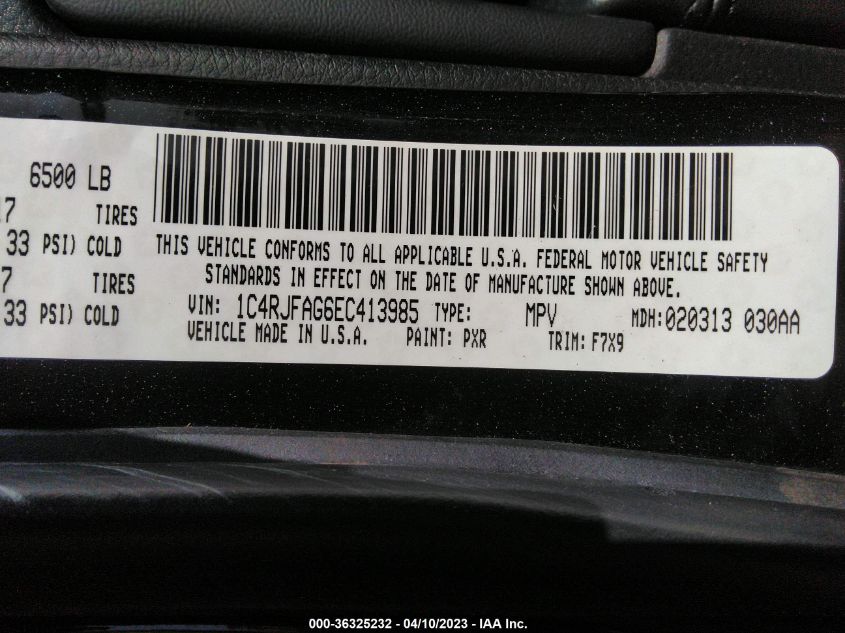 6500 LB
17 TIRES
33 PSI) COLD
7 TIRES
33 PSI) COLD
THIS VEHICLE CONFORMS TO ALL APPLICABLE U.S.A. FEDERAL MOTOR VEHICLE SAFETY
STANDARDS IN EFFECT ON THE DATE OF MANUFACTURE SHOWN ABOVE.
VIN: 1C4RJFAG6EC413985 TYPE: MPV MDH:020313 030AA
VEHICLE MADE IN U.S.A. PAINT: PXR TRIM: F7X9
000-36325232 - 04/10/2023 - IAA Inc.